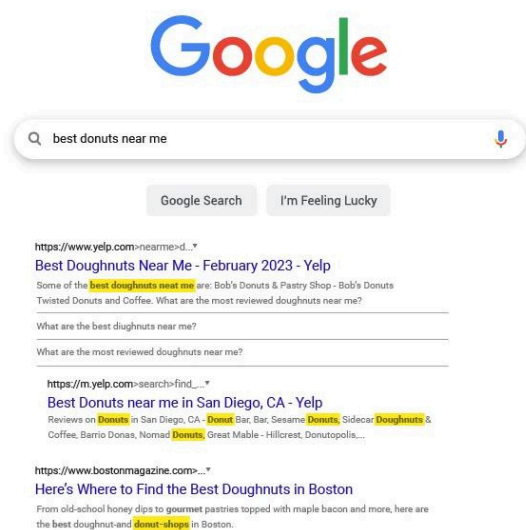 Google
best donuts near me
Google Search
I'm Feeling Lucky
https://www.yelp.com>nearme>d...▾
Best Doughnuts Near Me - February 2023 - Yelp
Some of the best doughnuts neat me are: Bob's Donuts & Pastry Shop - Bob's Donuts
Twisted Donuts and Coffee. What are the most reviewed doughnuts near me?
What are the best diughnuts near me?
What are the most reviewed doughnuts near me?
https://m.yelp.com>search>find_...▾
Best Donuts near me in San Diego, CA - Yelp
Reviews on Donuts in San Diego, CA - Donut Bar, Bar, Sesame Donuts, Sidecar Doughnuts &
Coffee, Barrio Donas, Nomad Donuts, Great Mable - Hillcrest, Donutopolis,...
https://www.bostonmagazine.com>...▾
Here's Where to Find the Best Doughnuts in Boston
From old-school honey dips to gourmet pastries topped with maple bacon and more, here are
the best doughnut-and donut-shops in Boston.